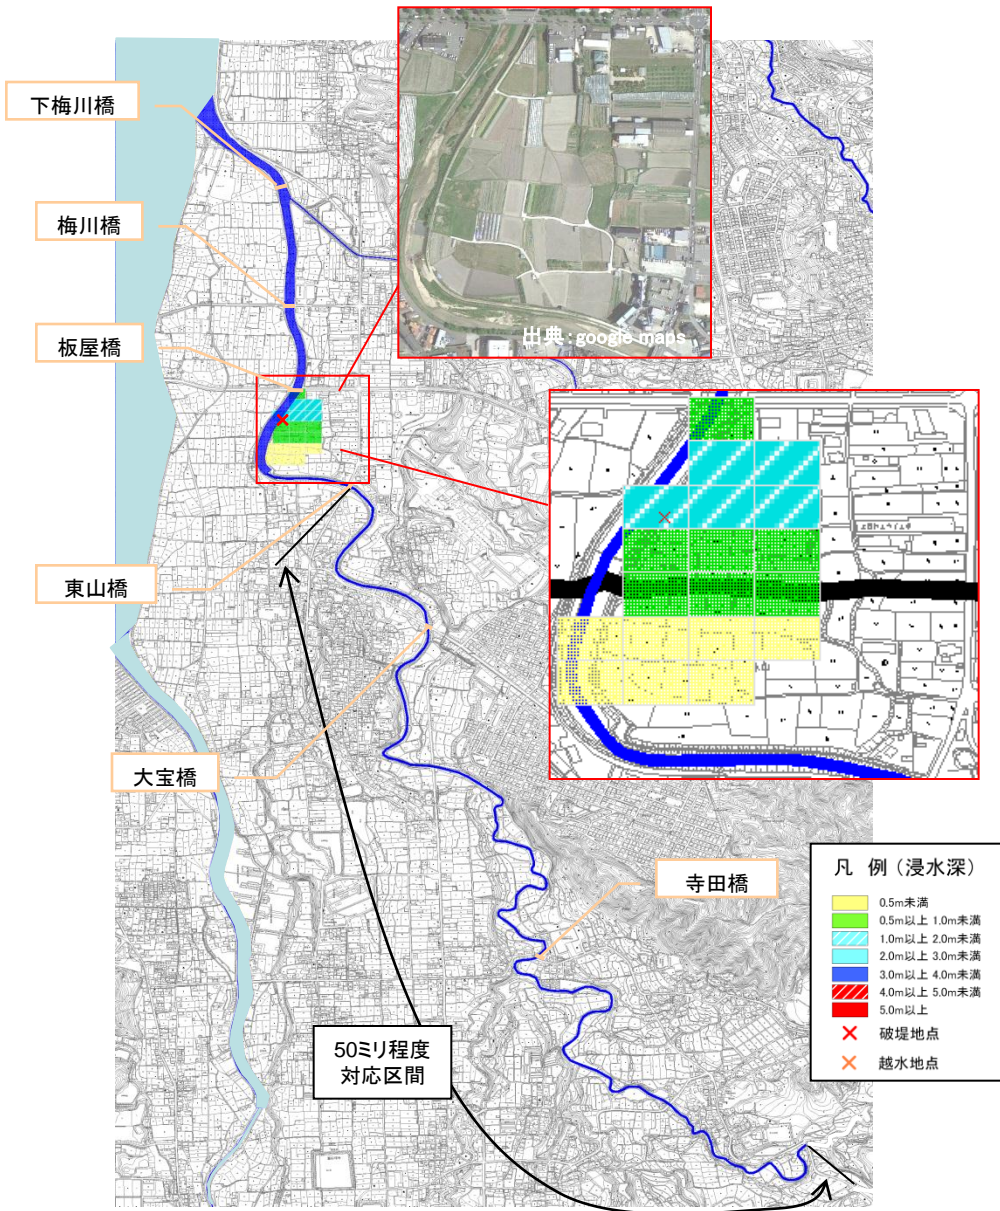 下梅川橋
梅川橋
板屋橋
出典：google maps
東山橋
大宝橋
寺田橋
50ミリ程度
対応区間
凡 例（浸水深）
0.5m未満
0.5m以上 1.0m未満
1.0m以上 2.0m未満
2.0m以上 3.0m未満
3.0m以上 4.0m未満
4.0m以上 5.0m未満
5.0m以上
破堤地点
越水地点